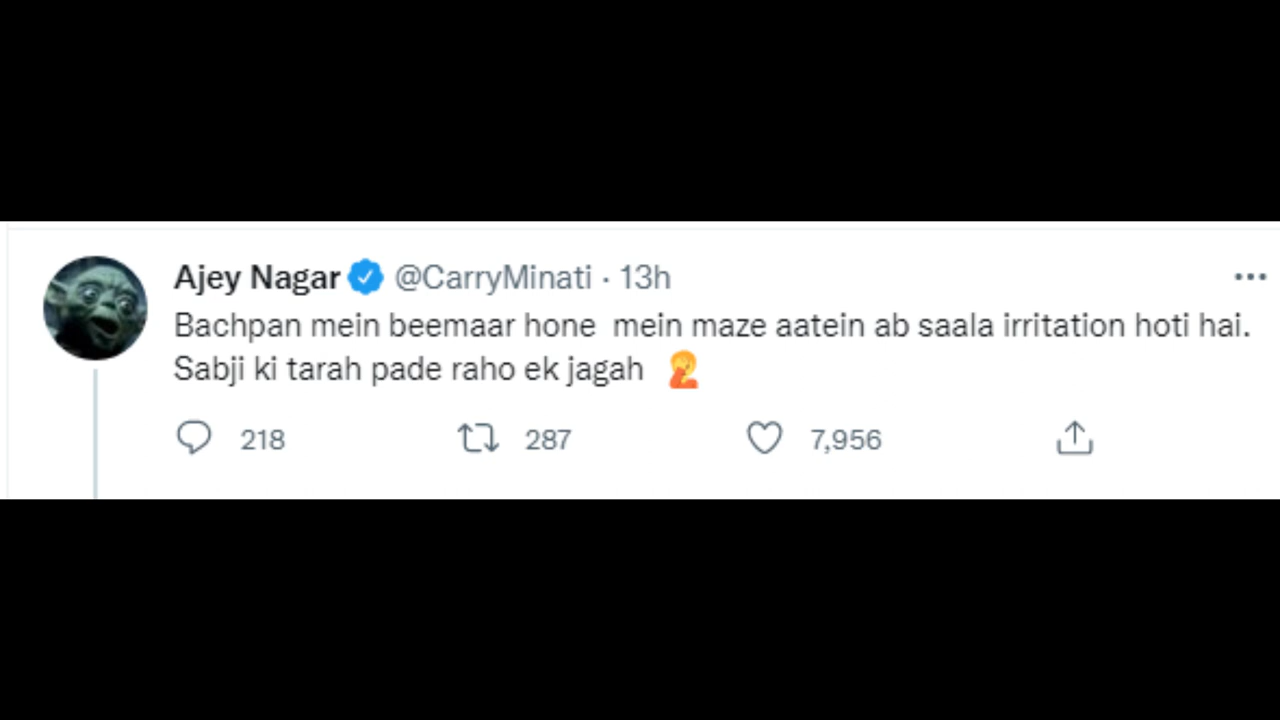 Ajey Nagar @CarryMinati · 13h
Bachpan mein beemaar hone  mein maze aatein ab saala irritation hoti hai.
Sabji ki tarah pade raho ek jagah 🤦
218 287 7,956